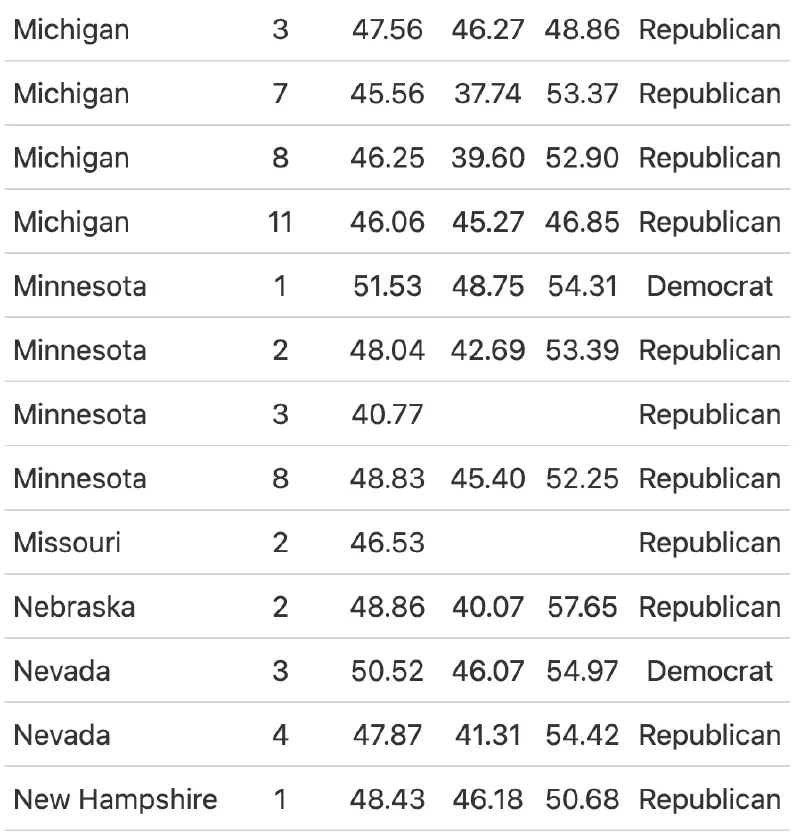 Michigan 3 47.56 46.27 48.86 Republican
Michigan 7 45.56 37.74 53.37 Republican
Michigan 8 46.25 39.60 52.90 Republican
Michigan 11 46.06 45.27 46.85 Republican
Minnesota 1 51.53 48.75 54.31 Democrat
Minnesota 2 48.04 42.69 53.39 Republican
Minnesota 3 40.77 Republican
Minnesota 8 48.83 45.40 52.25 Republican
Missouri 2 46.53 Republican
Nebraska 2 48.86 40.07 57.65 Republican
Nevada 3 50.52 46.07 54.97 Democrat
Nevada 4 47.87 41.31 54.42 Republican
New Hampshire 1 48.43 46.18 50.68 Republican